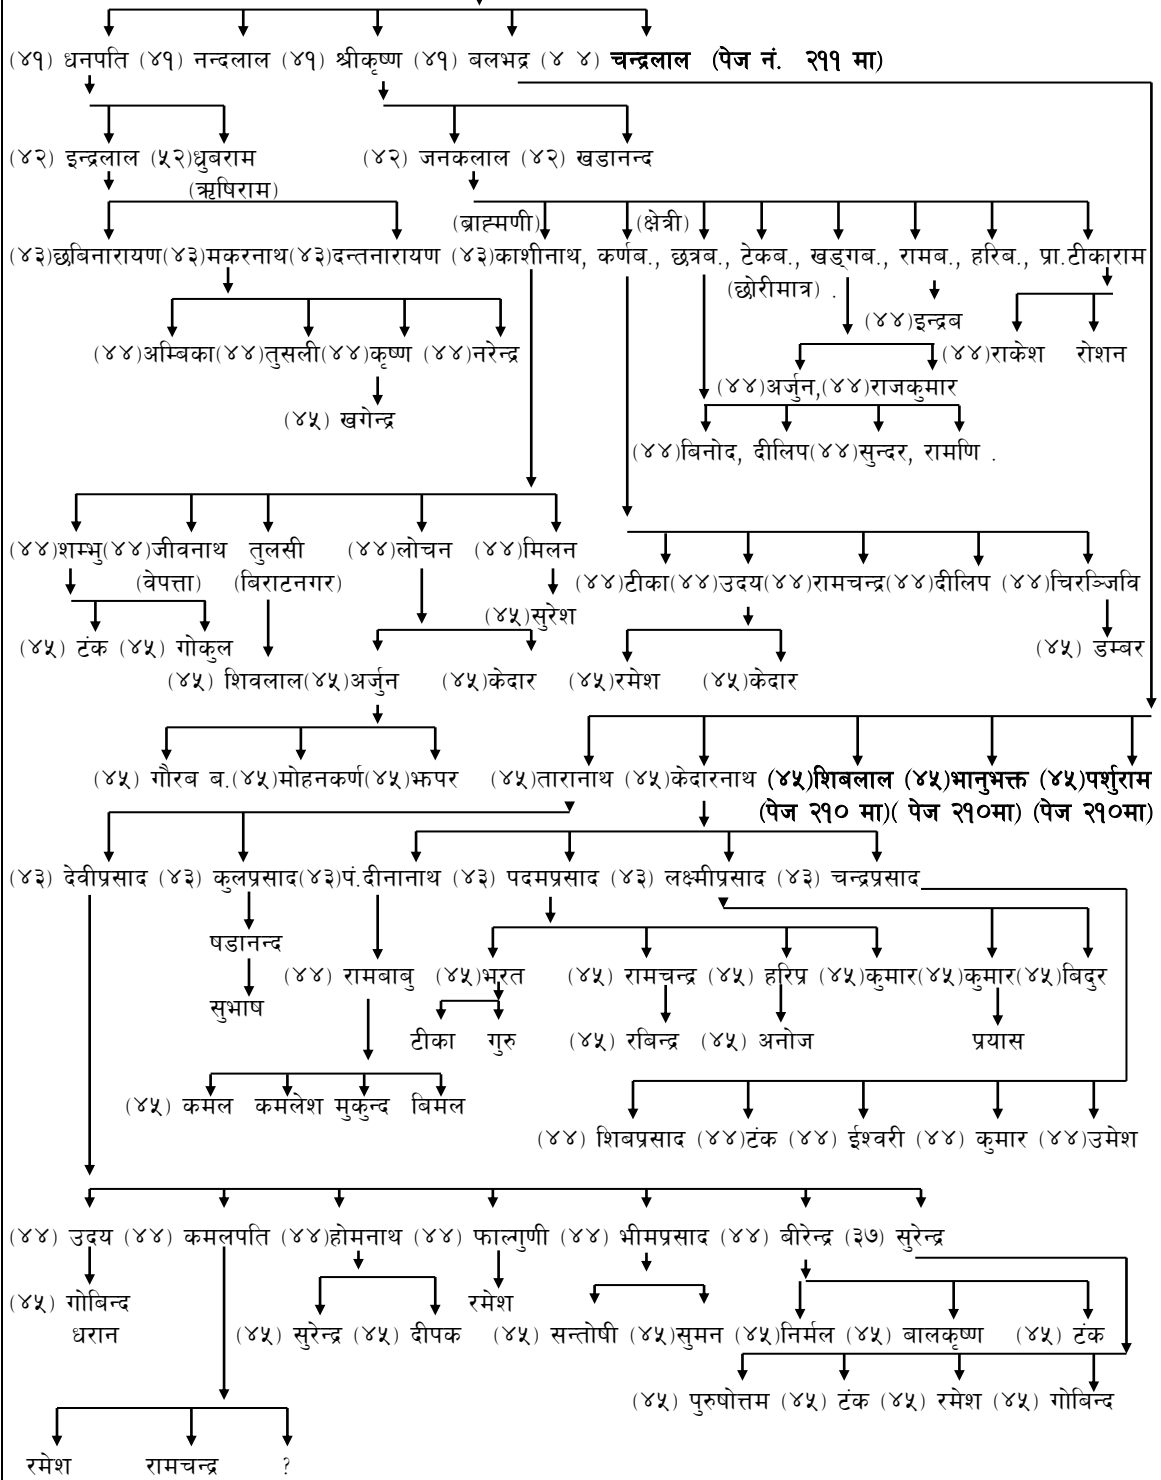 (४१) धनपति (४१) नन्दलाल (४१) श्रीकृष्ण (४१) बलभद्र (४ ४) चन्द्रलाल (पेज नं. २११ मा)
(४२) इन्द्रलाल (५२)ध्रुबराम (४२) जनकलाल (४२) खडानन्द
(ऋषिराम)
(ब्राह्मणी) (क्षेत्री)
(४३)छबिनारायण(४३)मकरनाथ(४३)दन्तनारायण (४३)काशीनाथ, कर्णब., छत्रब., टेकब., खड्गब., रामब., हरिब., प्रा.टीकाराम
(छोरीमात्र) .
(४४)इन्द्रब
(४४)अम्बिका(४४)तुसली(४४)कृष्ण (४४)नरेन्द्र (४४)राकेश रोशन
(४४)अर्जुन,(४४)राजकुमार
(४५) खगेन्द्र
(४४)बिनोद, दीलिप(४४)सुन्दर, रामणि .
(४४)शम्भु(४४)जीवनाथ तुलसी (४४)लोचन (४४)मिलन
(वेपत्ता) (बिराटनगर) (४४)टीका(४४)उदय(४४)रामचन्द्र(४४)दीलिप (४४)चिरञ्जिवि
(४५)सुरेश
(४५) टंक (४५) गोकुल (४५) डम्बर
(४५) शिवलाल(४५)अर्जुन (४५)केदार (४५)रमेश (४५)केदार
(४५) गौरब ब.(४५)मोहनकर्ण(४५)झपर (४५)तारानाथ (४५)केदारनाथ (४५)शिबलाल (४५)भानुभक्त (४५)पर्शुराम
(पेज २१० मा)( पेज २१०मा) (पेज २१०मा)
(४३) देवीप्रसाद (४३) कुलप्रसाद(४३)पं.दीनानाथ (४३) पदमप्रसाद (४३) लक्ष्मीप्रसाद (४३) चन्द्रप्रसाद
षडानन्द
(४४) रामबाबु (४५)भरत (४५) रामचन्द्र (४५) हरिप्र (४५)कुमार(४५)कुमार(४५)बिदुर
सुभाष
टीका गुरु (४५) रबिन्द्र (४५) अनोज प्रयास
(४५) कमल कमलेश मुकुन्द बिमल
(४४) शिबप्रसाद (४४)टंक (४४) ईश्वरी (४४) कुमार (४४)उमेश
(४४) उदय (४४) कमलपति (४४)होमनाथ (४४) फाल्गुणी (४४) भीमप्रसाद (४४) बीरेन्द्र (३७) सुरेन्द्र
(४५) गोबिन्द रमेश
धरान (४५) सुरेन्द्र (४५) दीपक (४५) सन्तोषी (४५)सुमन (४५)निर्मल (४५) बालकृष्ण (४५) टंक
(४५) पुरुषोत्तम (४५) टंक (४५) रमेश (४५) गोबिन्द
रमेश रामचन्द्र ?